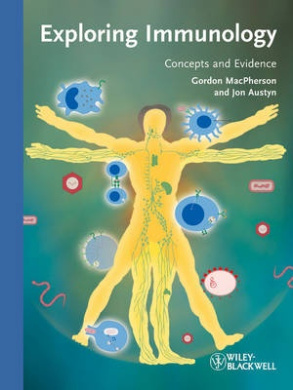 Exploring Immunology
Concepts and Evidence
Gordon MacPherson
and Jon Austyn
WILEY-
BLACKWELL